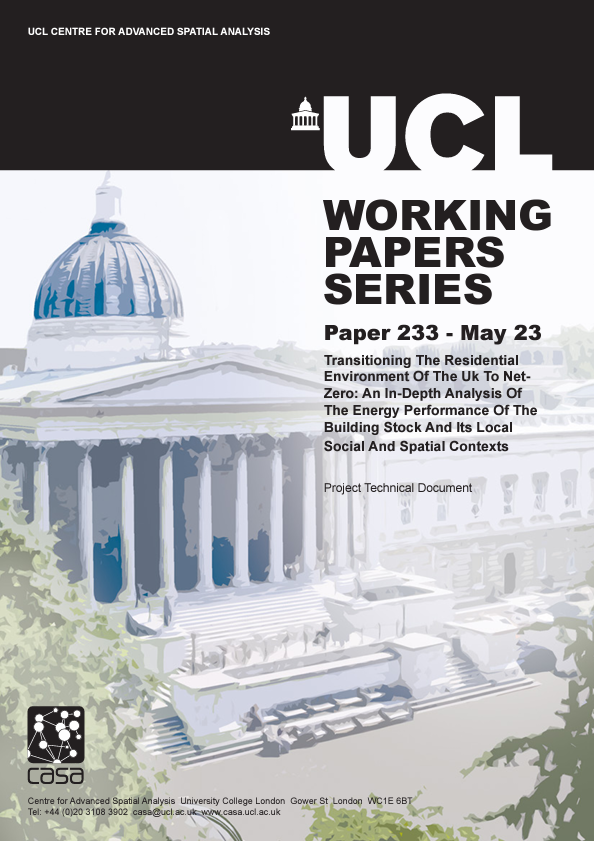 UCL CENTRE FOR ADVANCED SPATIAL ANALYSIS
UCL
WORKING
PAPERS
SERIES
Paper 233 - May 23
Transitioning The Residential
Environment Of The Uk To Net-
Zero: An In-Depth Analysis Of
The Energy Performance Of The
Building Stock And Its Local
Social And Spatial Contexts
Project Technical Document
casa
Centre for Advanced Spatial Analysis University College London Gower St London WC1E 6BT
Tel: +44 (0)20 3108 3902 casa@ucl.ac.uk www.casa.ucl.ac.uk